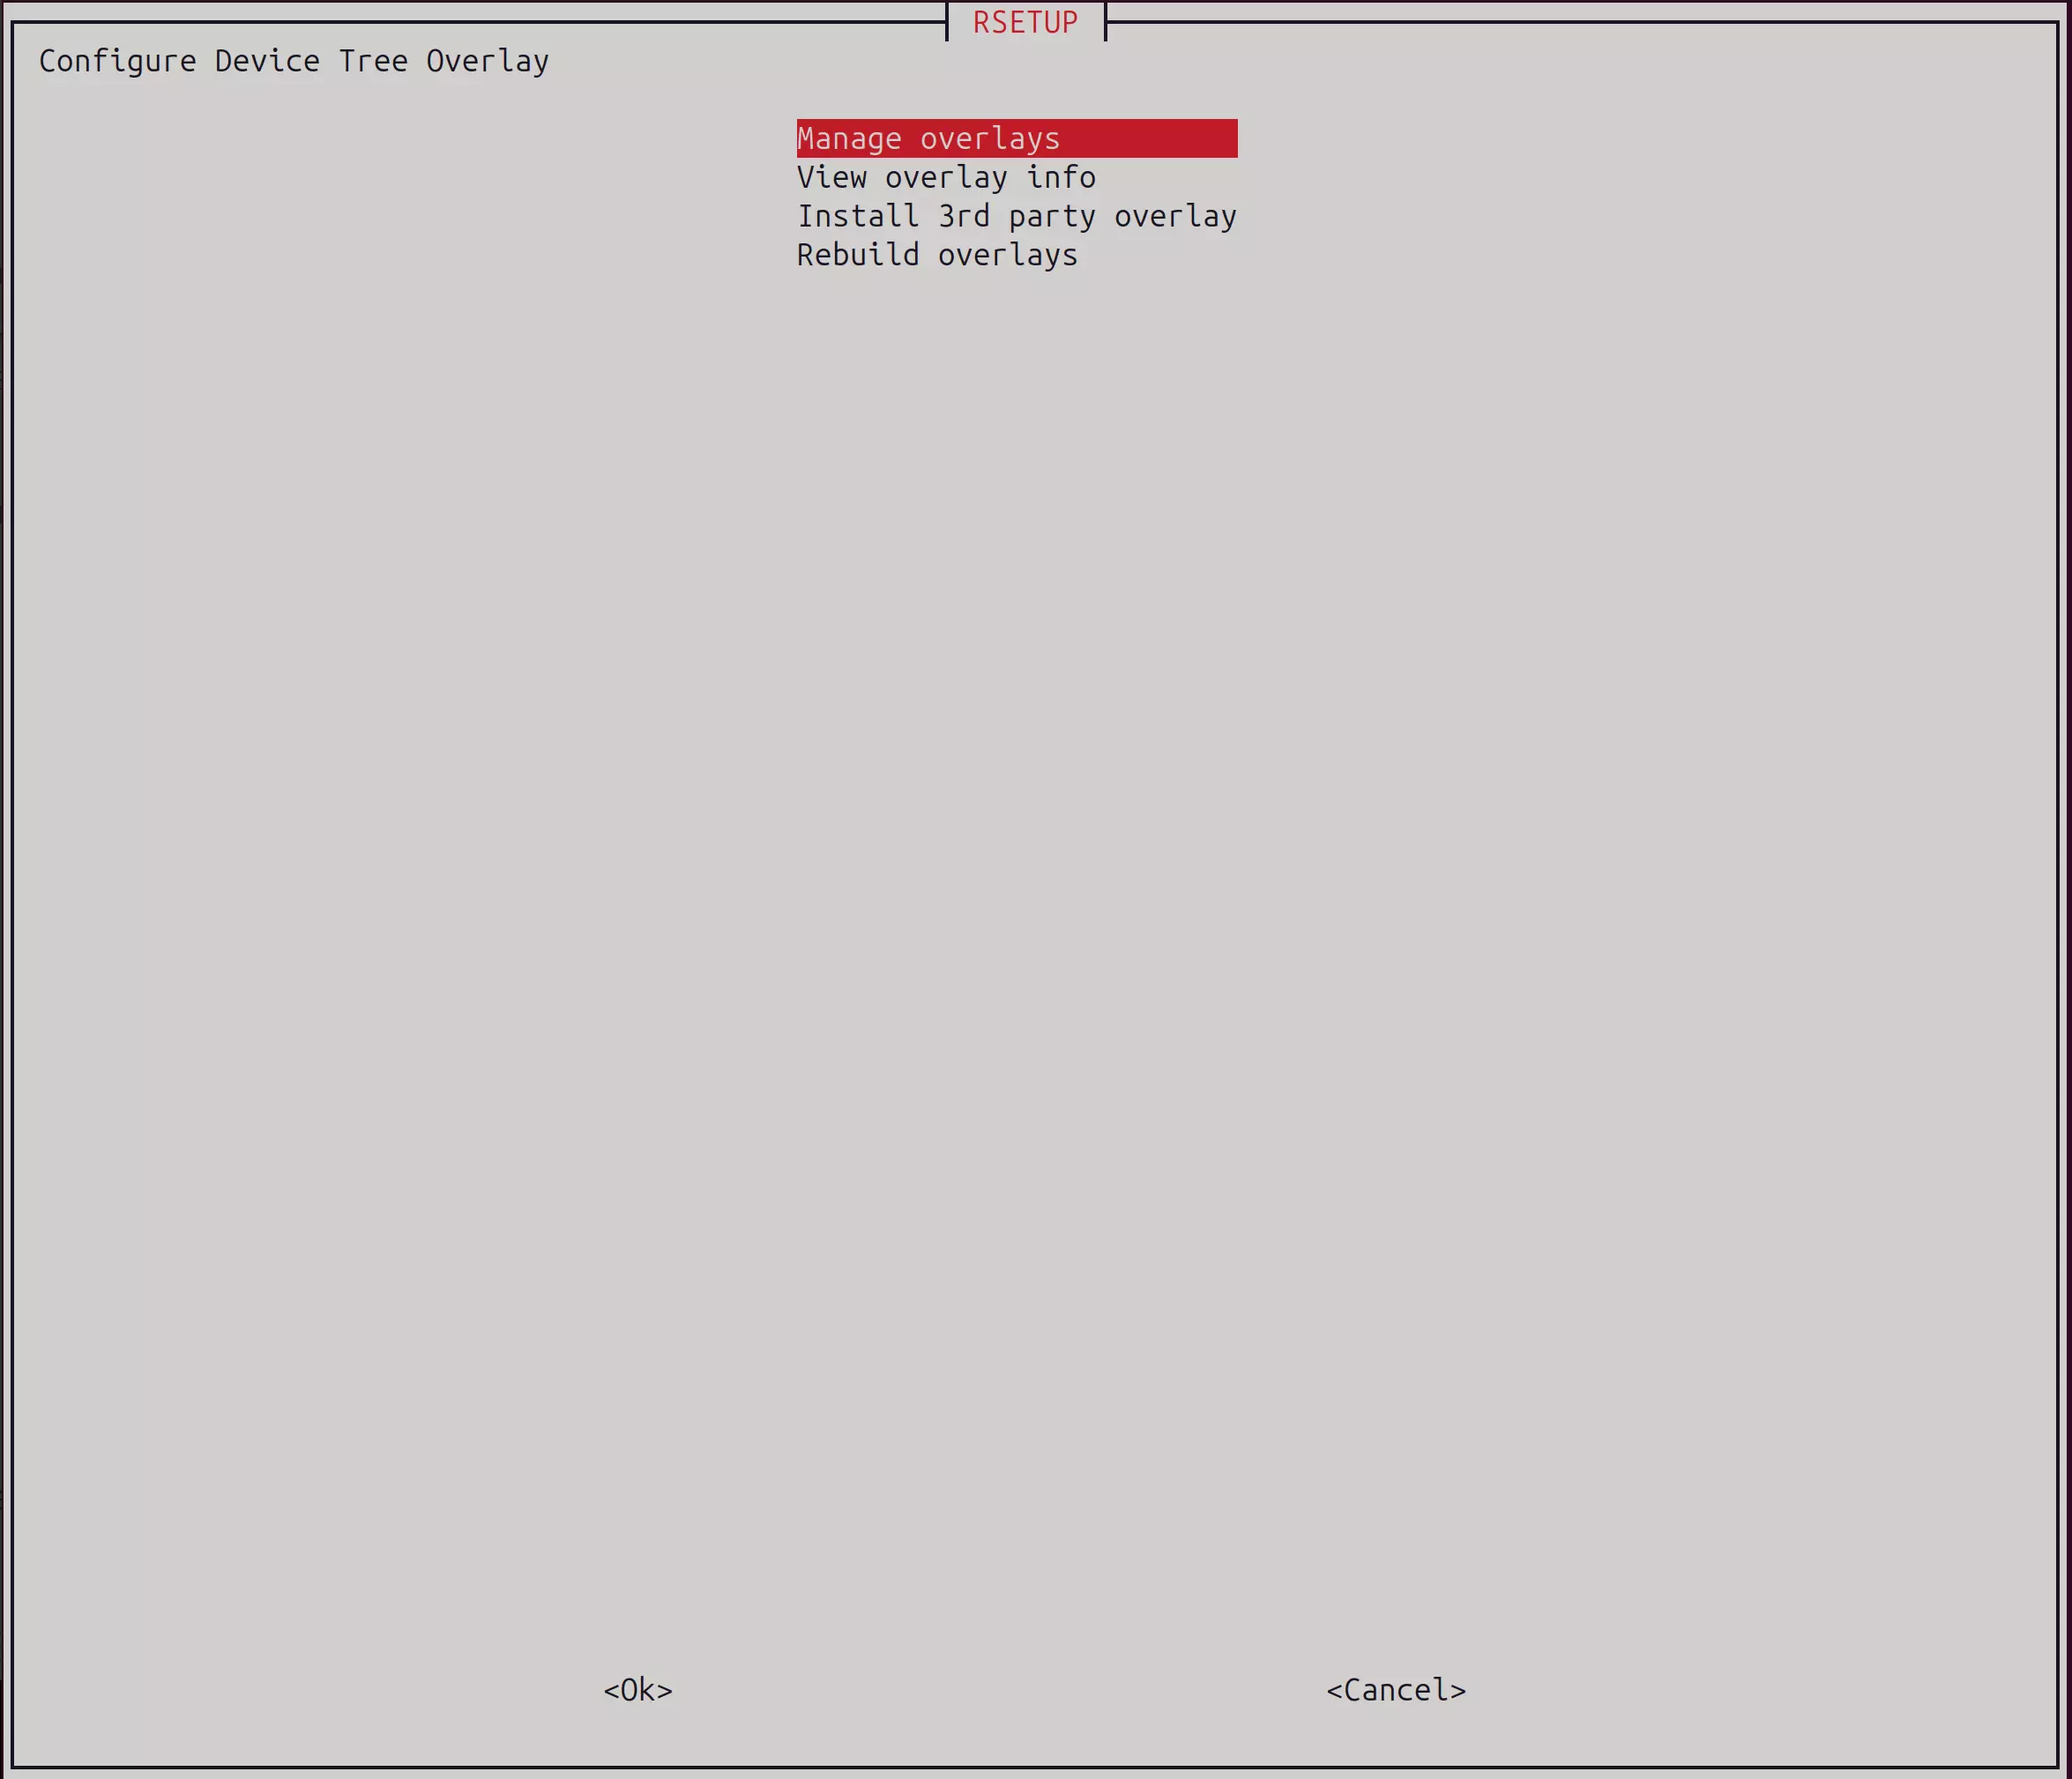 RSETUP
Configure Device Tree Overlay
Manage overlays
View overlay info
Install 3rd party overlay
Rebuild overlays
<Ok> <Cancel>